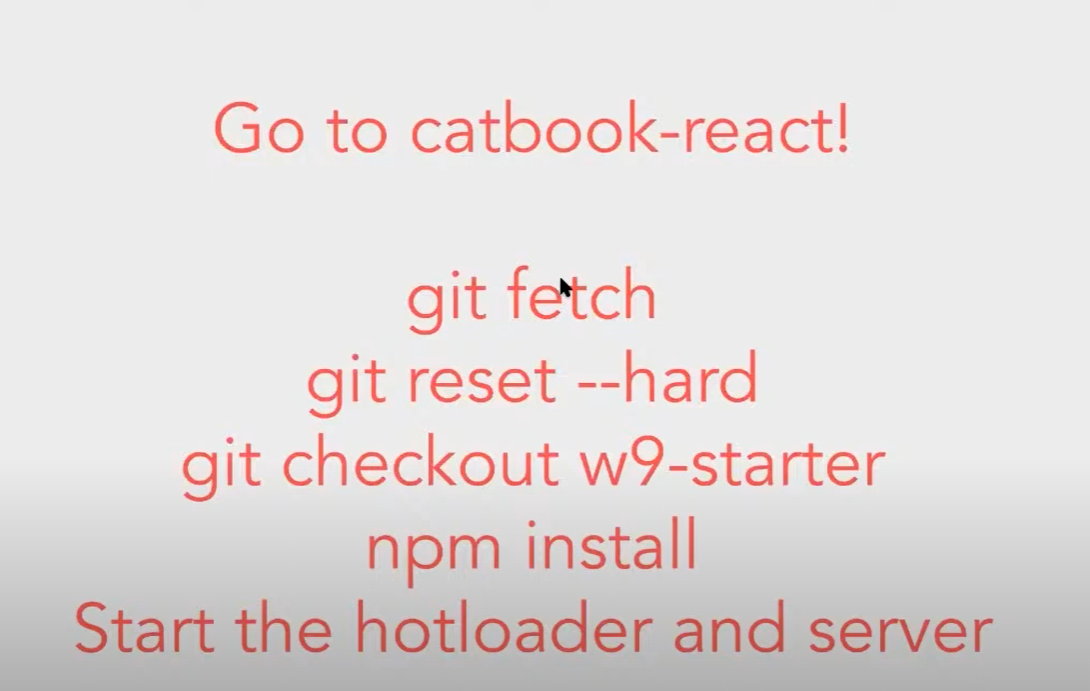 Go to catbook-react!
git fetch
git reset --hard
git checkout w9-starter
npm install
Start the hotloader and server